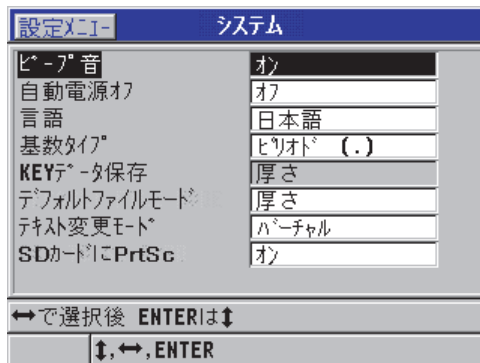 設定ﾒﾆｭｰ システム
ﾋﾞｰﾌﾟ音 ｵﾝ
自動電源ｵﾌ ｵﾌ
言語 日本語
基数ﾀｲﾌﾟ ﾋﾟﾘｵﾄﾞ (.)
KEYﾃﾞｰﾀ保存 厚さ
ﾃﾞﾌｫﾙﾄﾌｧｲﾙﾓｰﾄﾞ 厚さ
ﾃｷｽﾄ変更ﾓｰﾄﾞ ﾊﾞｰﾁｬﾙ
SDｶｰﾄﾞにPrtSc ｵﾝ
↔で選択後 ENTERは↕
↕,↔,ENTER